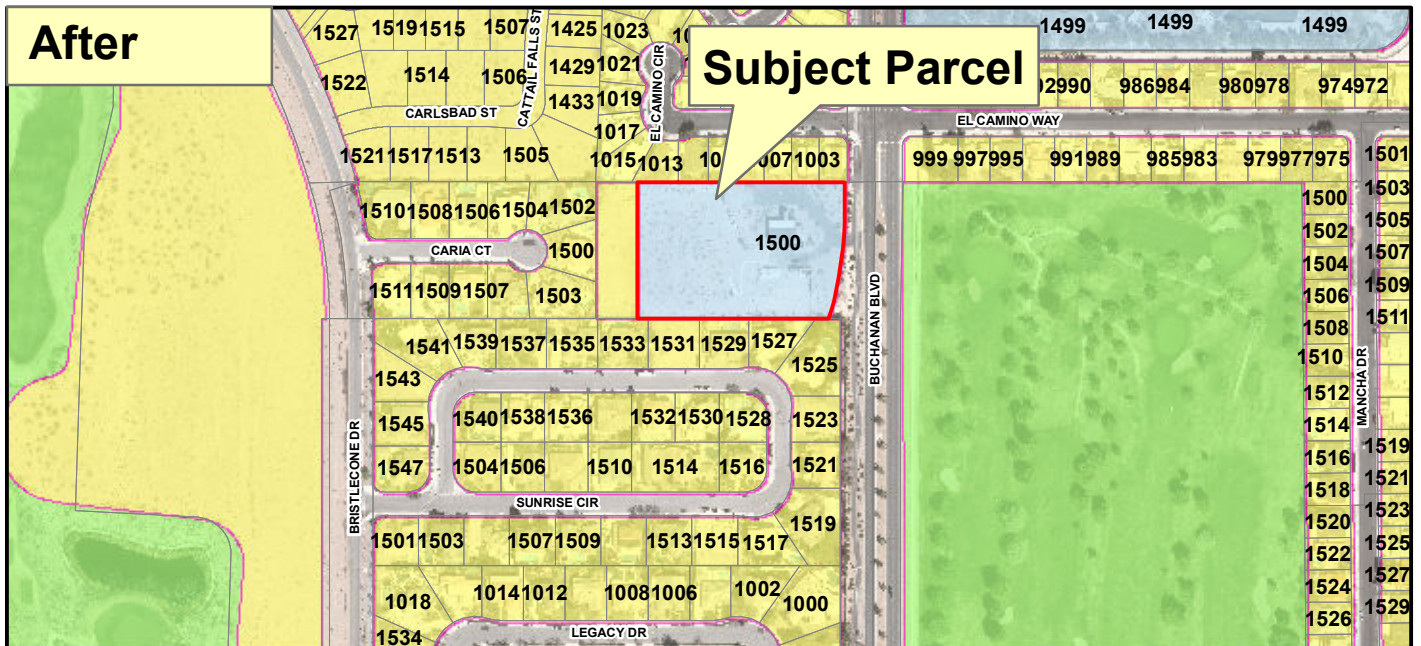 After
Subject Parcel
1527 1519 1515 1507 1425 1023
1499 1499 1499
CATTAIL FALLS ST
EL CAMINO CIR
1522 1514 1506 1429 1021
990 986 984 980 978 974 972
1433 1019
CARLSBAD ST
1017
EL CAMINO WAY
1521 1517 1513 1505 1015 1013 1003
999 997 995 991 989 985 983 979 977 975 1501
1510 1508 1506 1504 1502
1500 1503
1502 1505
CARIA CT
1500
1500
1504 1507
1511 1509 1507 1503
1506 1509
BUCHANAN BLVD
1508 1511
1541 1539 1537 1535 1533 1531 1529 1527
1525
1510
1543
1512
MANCHA DR
1545 1540 1538 1536 1532 1530 1528 1523
1514
1516 1519
1547 1504 1506 1510 1514 1516 1521
1518 1521
BRISTLECONE DR
SUNRISE CIR
1519
1520 1523
1501 1503 1507 1509 1513 1515 1517
1522 1525
1524 1527
1018 1014 1012 1008 1006 1002 1000
1526 1529
1534
LEGACY DR